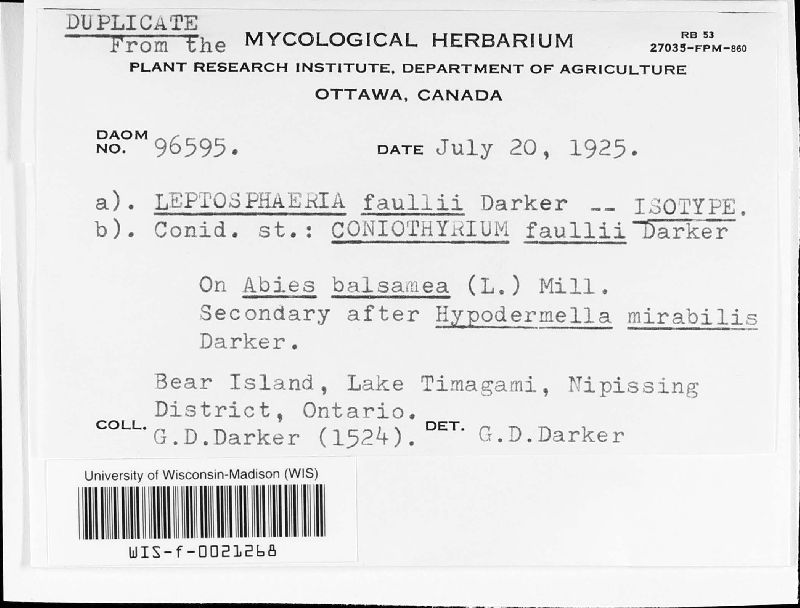 DUPLICATE
From the MYCOLOGICAL HERBARIUM
RB 53
27035-FPM-860
PLANT RESEARCH INSTITUTE, DEPARTMENT OF AGRICULTURE
OTTAWA, CANADA
DAOM NO. 96595. DATE July 20, 1925.
a). LEPTOSPHAERIA faullii Darker -- ISOTYPE.
b). Conid. st.: CONIOTHYRIUM faullii Darker
On Abies balsamea (L.) Mill.
Secondary after Hypodermella mirabilis
Darker.
Bear Island, Lake Timagami, Nipissing
District, Ontario.
COLL. G.D.Darker (1524). DET. G.D.Darker
University of Wisconsin-Madison (WIS)
WIS-f-0021268